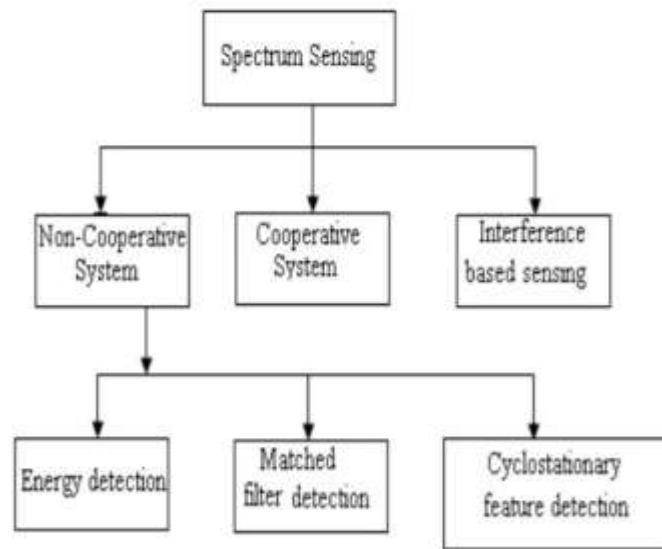 Spectrum Sensing
Non-Cooperative
System
Cooperative
System
Interference
based sensing
Energy detection
Matched
filter detection
Cyclostationary
feature detection